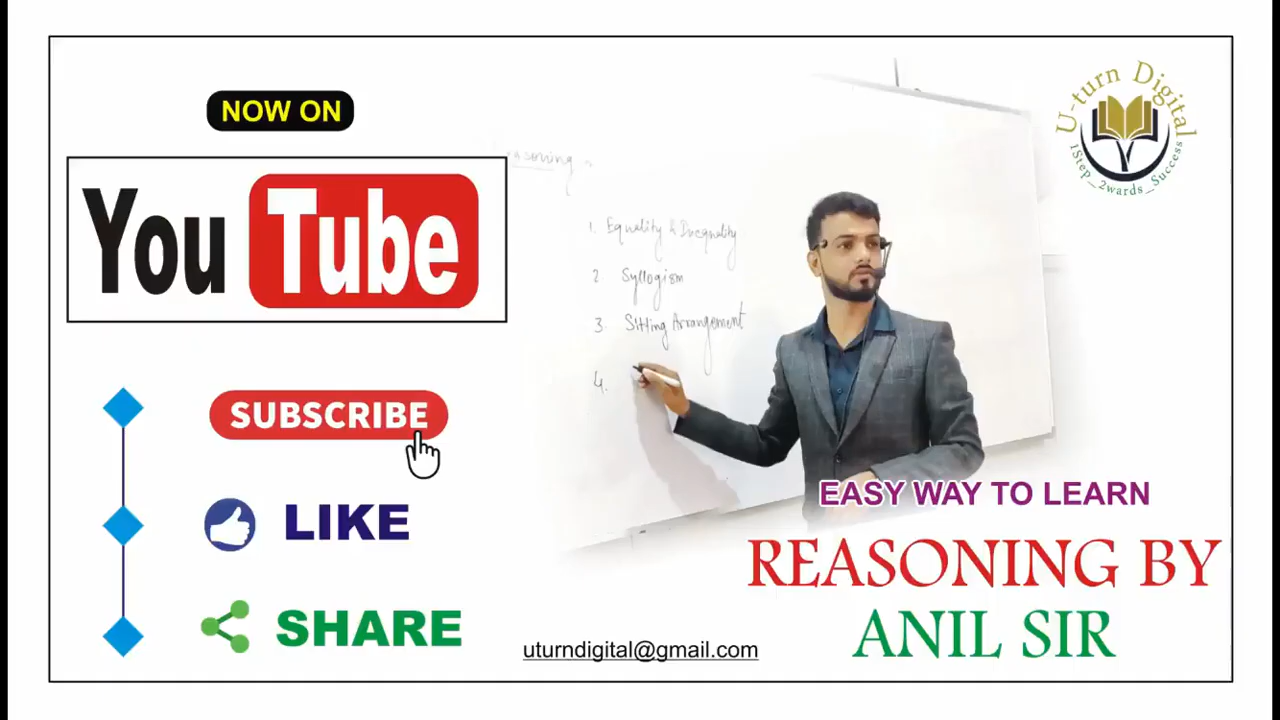 NOW ON
You Tube
SUBSCRIBE
LIKE
SHARE
Reasoning
1. Equality & Inequality
2 Syllogism
3. Sitting Arrangement
4.
U-turn Digital
1Step_2wards_Success
EASY WAY TO LEARN
REASONING BY
ANIL SIR
uturndigital@gmail.com